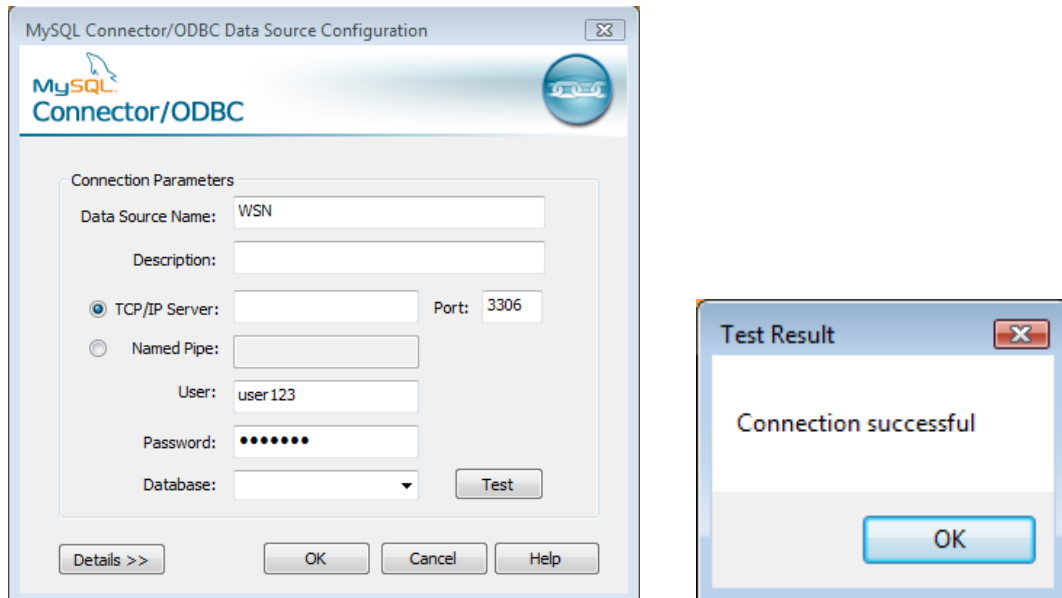 MySQL Connector/ODBC Data Source Configuration
MySQL
Connector/ODBC
Connection Parameters
Data Source Name: WSN
Description:
TCP/IP Server: Port: 3306
Named Pipe:
User: user123
Password: •••••••
Database: Test
Details >> OK Cancel Help
Test Result
Connection successful
OK